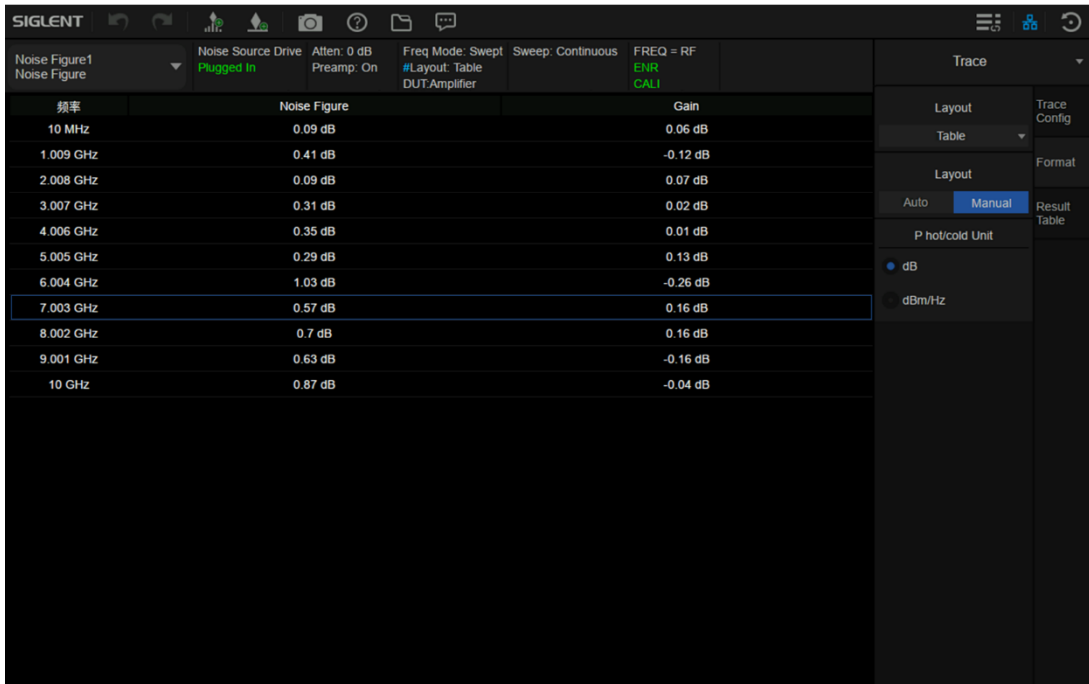 SIGLENT
Noise Figure1
Noise Figure
Noise Source Drive
Plugged In
Atten: 0 dB
Preamp: On
Freq Mode: Swept
#Layout: Table
DUT:Amplifier
Sweep: Continuous
FREQ = RF
ENR
CALI
频率 Noise Figure Gain
10 MHz 0.09 dB 0.06 dB
1.009 GHz 0.41 dB -0.12 dB
2.008 GHz 0.09 dB 0.07 dB
3.007 GHz 0.31 dB 0.02 dB
4.006 GHz 0.35 dB 0.01 dB
5.005 GHz 0.29 dB 0.13 dB
6.004 GHz 1.03 dB -0.26 dB
7.003 GHz 0.57 dB 0.16 dB
8.002 GHz 0.7 dB 0.16 dB
9.001 GHz 0.63 dB -0.16 dB
10 GHz 0.87 dB -0.04 dB
Trace
Layout
Table
Layout
Auto Manual
P hot/cold Unit
dB
dBm/Hz
Trace
Config
Format
Result
Table